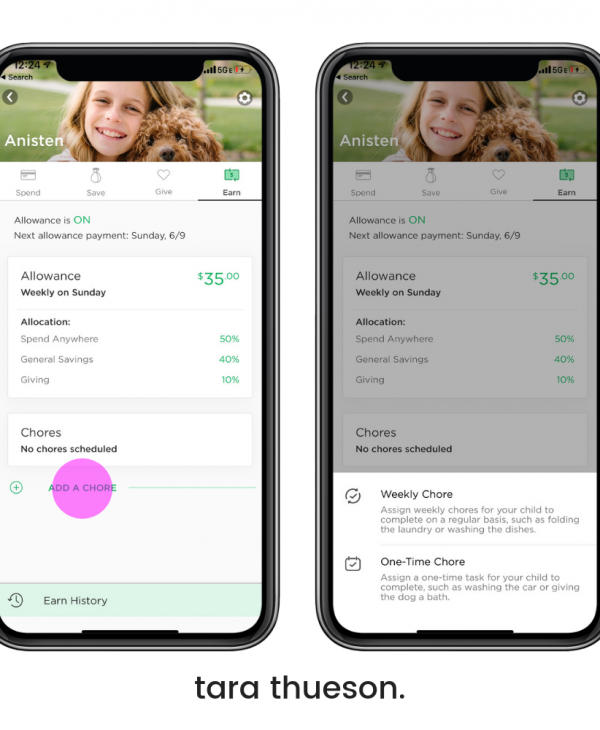 12:24
5GE
Search
Anisten
Spend
Save
Give
Earn
Allowance is ON
Next allowance payment: Sunday, 6/9
Allowance
$35.00
Weekly on Sunday
Allocation:
Spend Anywhere 50%
General Savings 40%
Giving 10%
Chores
No chores scheduled
ADD A CHORE
Earn History
12:24
5GE
Search
Anisten
Spend
Save
Give
Earn
Allowance is ON
Next allowance payment: Sunday, 6/9
Allowance
$35.00
Weekly on Sunday
Allocation:
Spend Anywhere 50%
General Savings 40%
Giving 10%
Chores
No chores scheduled
Weekly Chore
Assign weekly chores for your child to
complete on a regular basis, such as folding
the laundry or washing the dishes.
One-Time Chore
Assign a one-time task for your child to
complete, such as washing the car or giving
the dog a bath.
tara thueson.